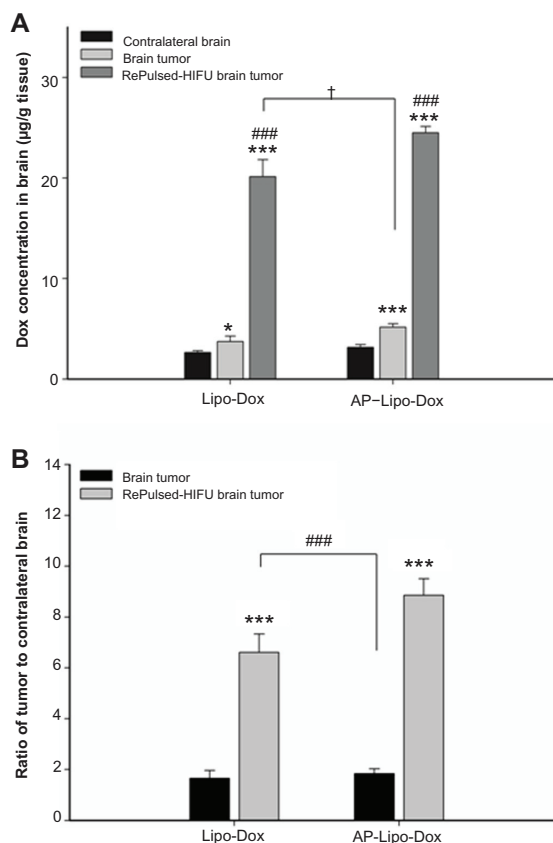 A
Contralateral brain
Brain tumor
RePulsed-HIFU brain tumor
Dox concentration in brain (µg/g tissue)
30
20
10
0
†
###
***
###
***
*
***
Lipo-Dox
AP–Lipo-Dox
B
Brain tumor
RePulsed-HIFU brain tumor
Ratio of tumor to contralateral brain
14
12
10
8
6
4
2
0
###
***
***
Lipo-Dox
AP-Lipo-Dox